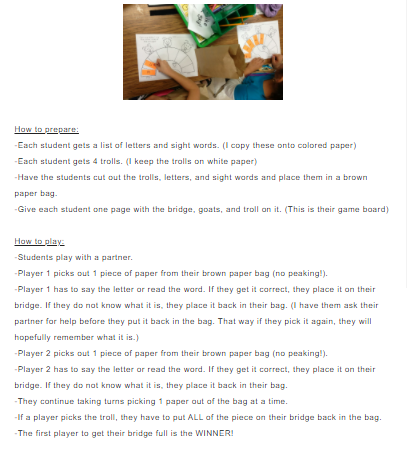 How to prepare:
-Each student gets a list of letters and sight words. (I copy these onto colored paper)
-Each student gets 4 trolls. (I keep the trolls on white paper)
-Have the students cut out the trolls, letters, and sight words and place them in a brown
paper bag.
-Give each student one page with the bridge, goats, and troll on it. (This is their game board)
How to play:
-Students play with a partner.
-Player 1 picks out 1 piece of paper from their brown paper bag (no peaking!).
-Player 1 has to say the letter or read the word. If they get it correct, they place it on their
bridge. If they do not know what it is, they place it back in their bag. (I have them ask their
partner for help before they put it back in the bag. That way if they pick it again, they will
hopefully remember what it is.)
-Player 2 picks out 1 piece of paper from their brown paper bag (no peaking!).
-Player 2 has to say the letter or read the word. If they get it correct, they place it on their
bridge. If they do not know what it is, they place it back in their bag.
-They continue taking turns picking 1 paper out of the bag at a time.
-If a player picks the troll, they have to put ALL of the piece on their bridge back in the bag.
-The first player to get their bridge full is the WINNER!